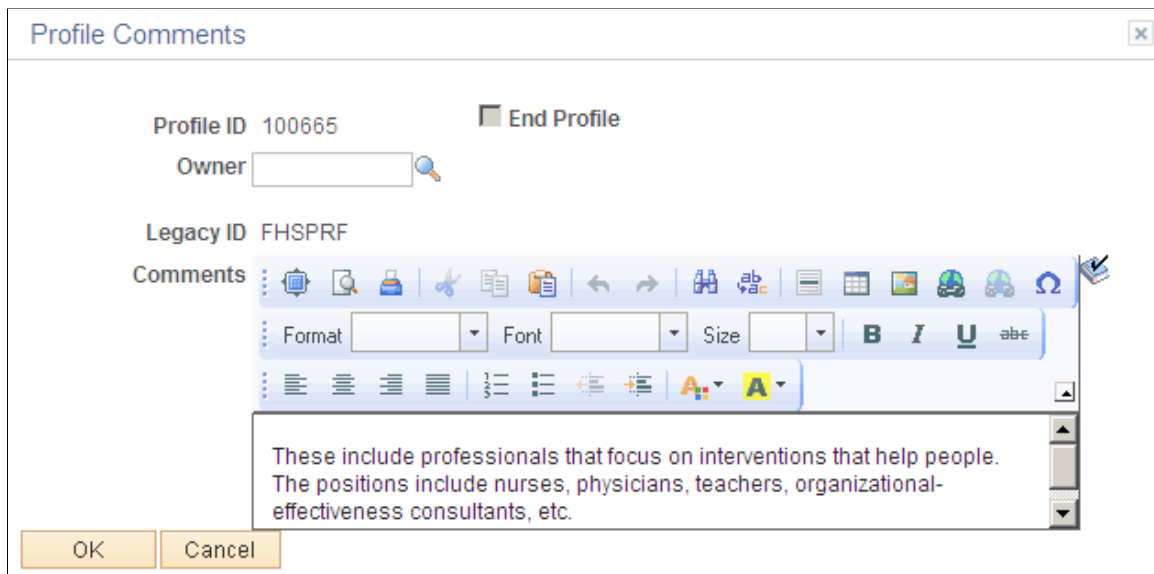 Profile Comments
Profile ID 100665 End Profile
Owner
Legacy ID FHSPRF
Comments
Format Font Size B I U abc
A A
These include professionals that focus on interventions that help people.
The positions include nurses, physicians, teachers, organizational-
effectiveness consultants, etc.
OK Cancel